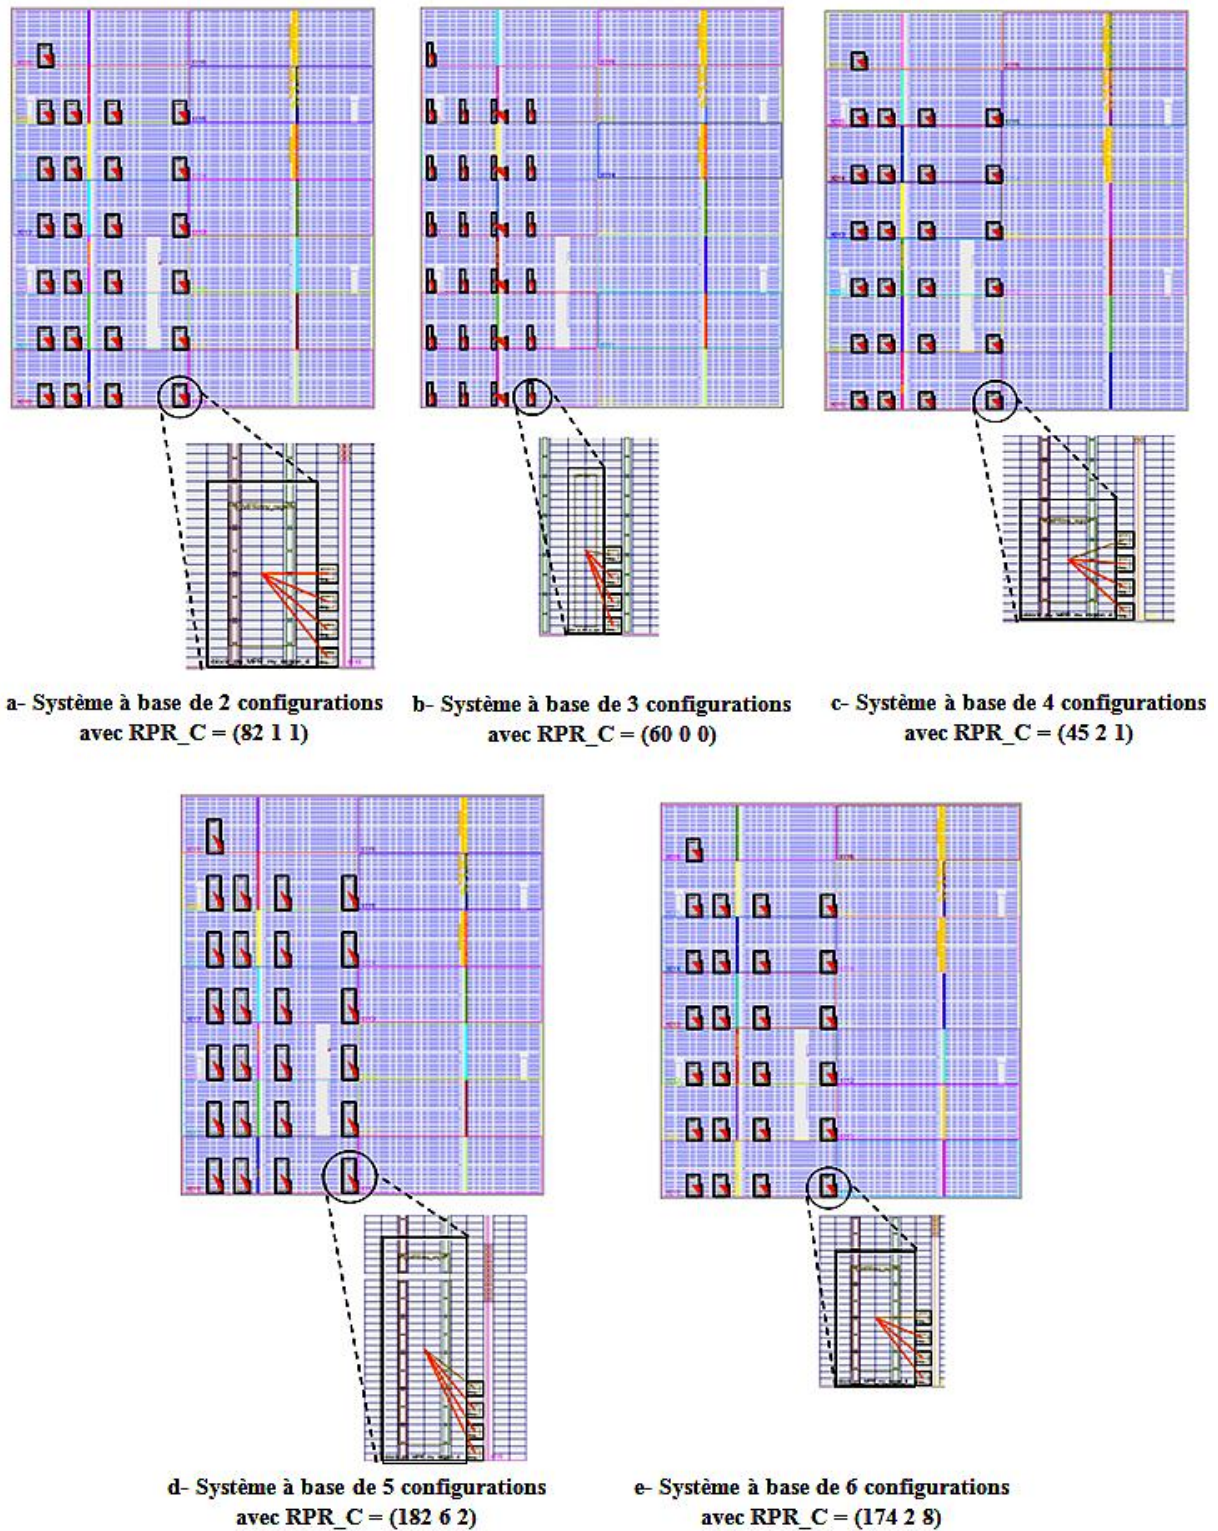 a- Système à base de 2 configurations
avec RPR_C = (82 1 1)
b- Système à base de 3 configurations
avec RPR_C = (60 0 0)
c- Système à base de 4 configurations
avec RPR_C = (45 2 1)
d- Système à base de 5 configurations
avec RPR_C = (182 6 2)
e- Système à base de 6 configurations
avec RPR_C = (174 2 8)